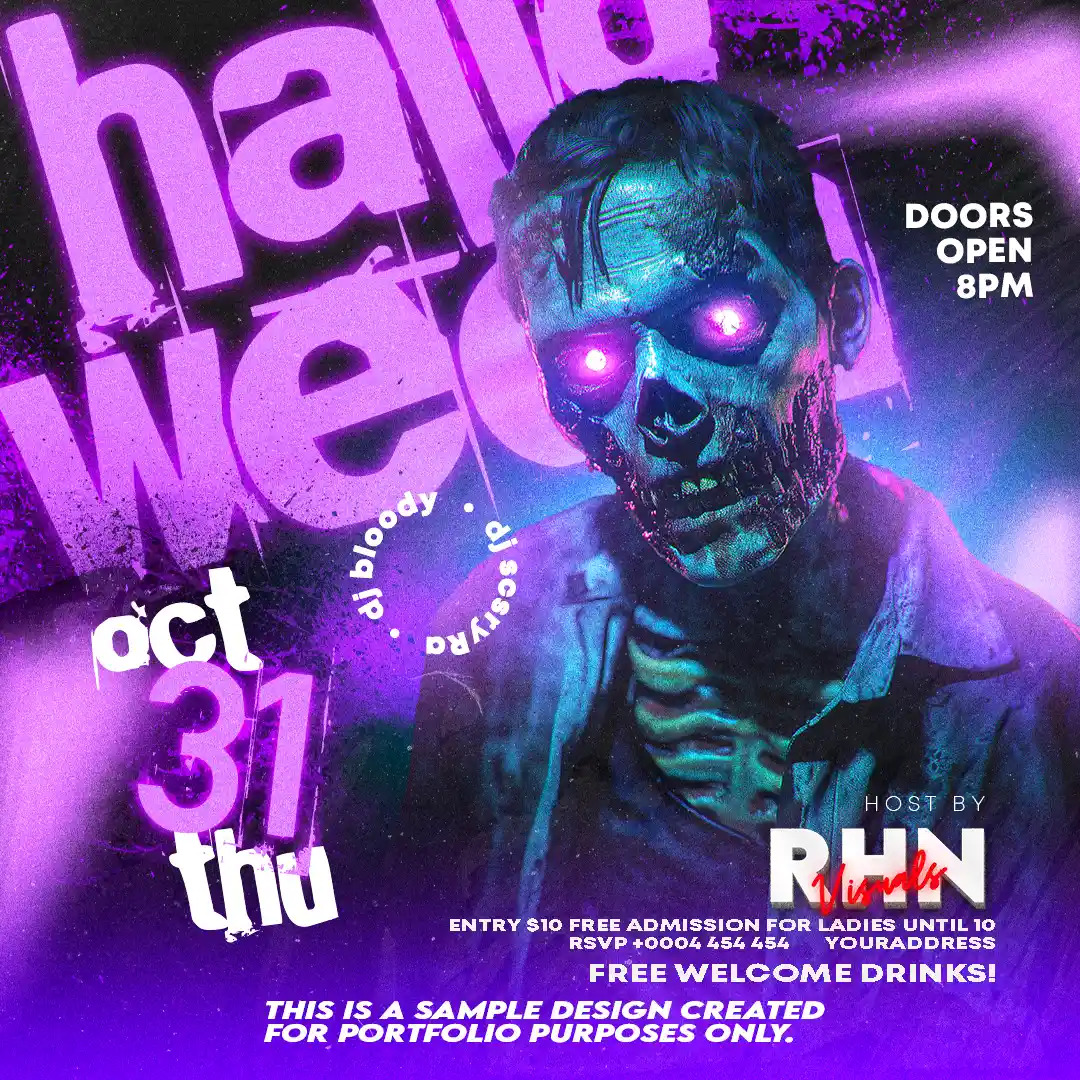 hallo
ween
DOORS
OPEN
8PM
dj bloody • dj scsryRa •
oct
31
thu
HOST BY
RHN
Visuals
ENTRY $10 FREE ADMISSION FOR LADIES UNTIL 10
RSVP +0004 454 454 YOURADDRESS
FREE WELCOME DRINKS!
THIS IS A SAMPLE DESIGN CREATED
FOR PORTFOLIO PURPOSES ONLY.